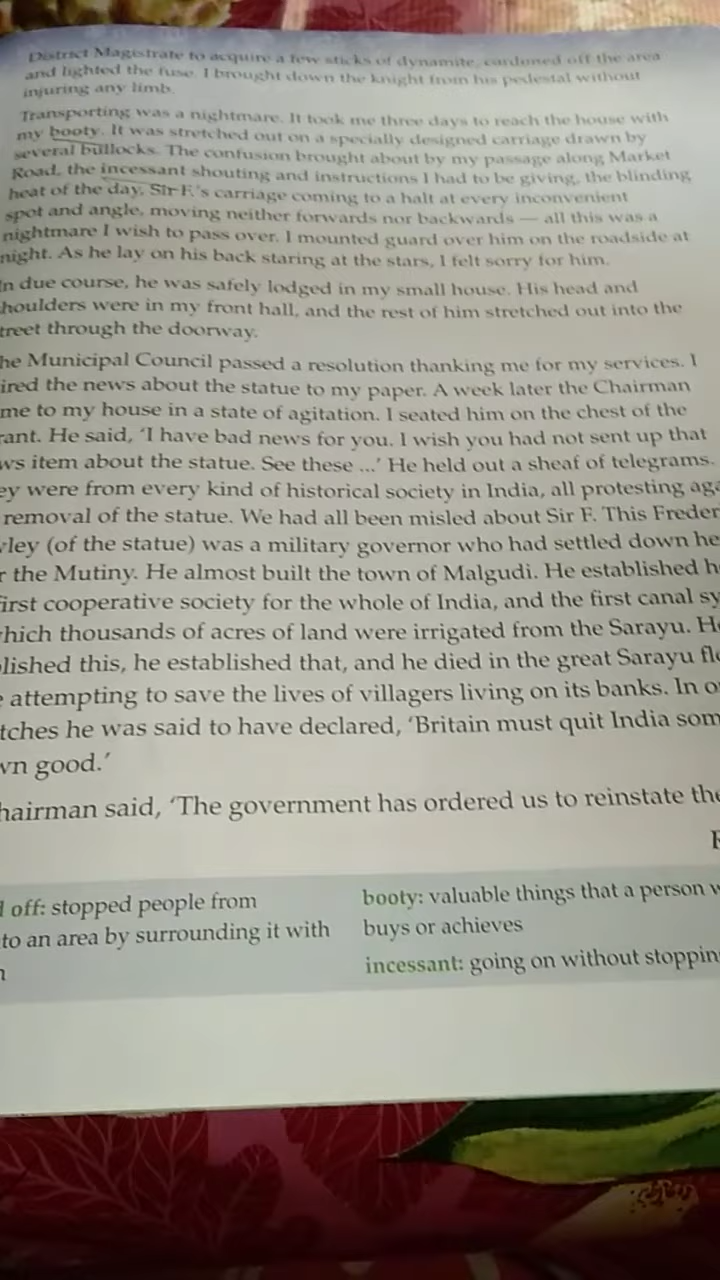 District Magistrate to acquire a few sticks of dynamite, cordoned off the area
and lighted the fuse. I brought down the knight from his pedestal without
injuring any limb.
Transporting was a nightmare. It took me three days to reach the house with
my booty. It was stretched out on a specially designed carriage drawn by
several bullocks. The confusion brought about by my passage along Market
Road, the incessant shouting and instructions I had to be giving, the blinding
heat of the day, Sir F.'s carriage coming to a halt at every inconvenient
spot and angle, moving neither forwards nor backwards — all this was a
nightmare I wish to pass over. I mounted guard over him on the roadside at
night. As he lay on his back staring at the stars, I felt sorry for him.
In due course, he was safely lodged in my small house. His head and
houlders were in my front hall, and the rest of him stretched out into the
treet through the doorway.
he Municipal Council passed a resolution thanking me for my services. I
ired the news about the statue to my paper. A week later the Chairman
me to my house in a state of agitation. I seated him on the chest of the
rant. He said, 'I have bad news for you. I wish you had not sent up that
ws item about the statue. See these ...' He held out a sheaf of telegrams.
ey were from every kind of historical society in India, all protesting aga
removal of the statue. We had all been misled about Sir F. This Freder
ley (of the statue) was a military governor who had settled down he
r the Mutiny. He almost built the town of Malgudi. He established h
irst cooperative society for the whole of India, and the first canal sy
hich thousands of acres of land were irrigated from the Sarayu. H
lished this, he established that, and he died in the great Sarayu fl
e attempting to save the lives of villagers living on its banks. In o
tches he was said to have declared, 'Britain must quit India som
wn good.'
hairman said, 'The government has ordered us to reinstate the
l off: stopped people from
to an area by surrounding it with
booty: valuable things that a person w
buys or achieves
incessant: going on without stoppin